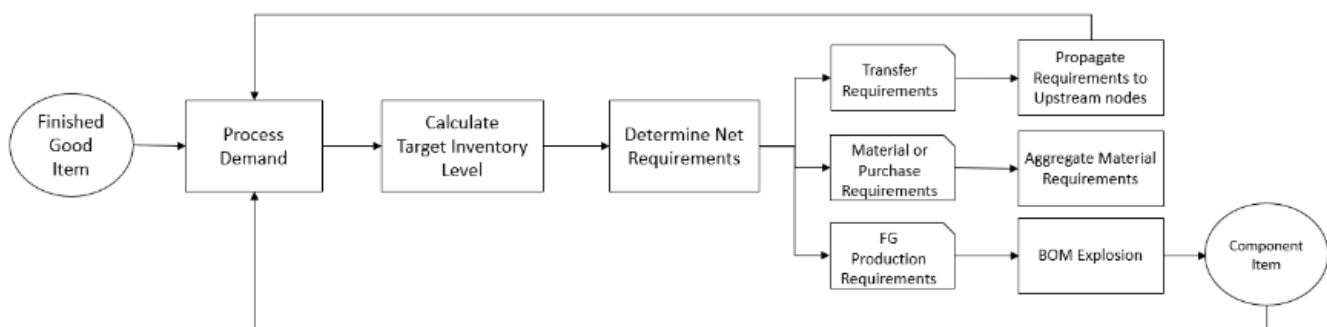 Finished
Good
Item
Process
Demand
Calculate
Target Inventory
Level
Determine Net
Requirements
Transfer
Requirements
Propagate
Requirements to
Upstream nodes
Material or
Purchase
Requirements
Aggregate Material
Requirements
FG
Production
Requirements
BOM Explosion
Component
Item